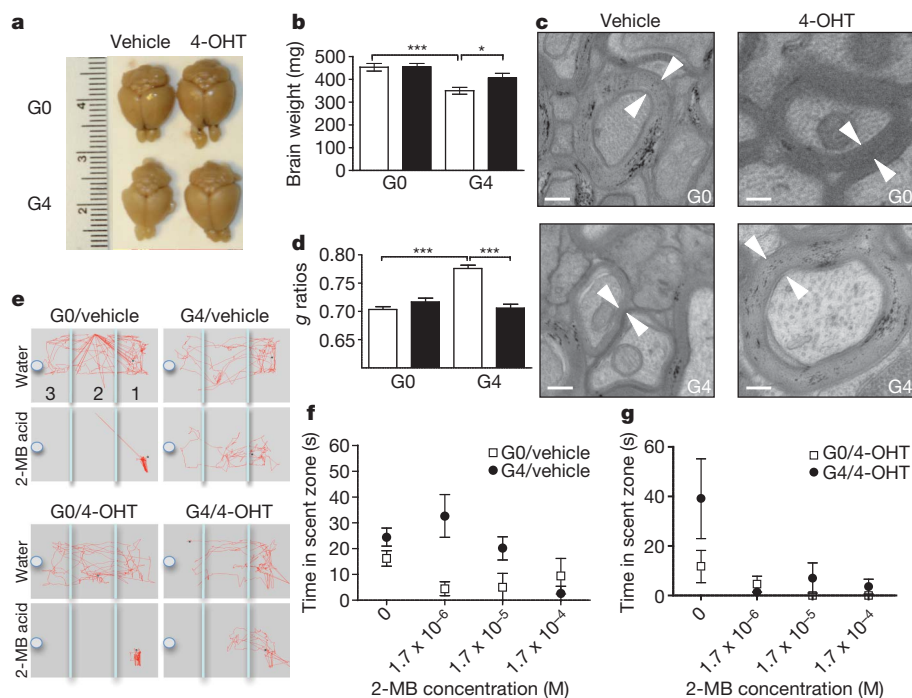 a
Vehicle 4-OHT
G0
G4
4
3
2
b
Brain weight (mg)
500
400
300
200
100
0
*** *
G0 G4
c
Vehicle 4-OHT
G0 G0
G4 G4
d
g ratios
0.80
0.75
0.70
0.65
*** ***
G0 G4
e
G0/vehicle G4/vehicle
Water
3 2 1
2-MB acid
G0/4-OHT G4/4-OHT
Water
2-MB acid
f
Time in scent zone (s)
60
50
40
30
20
10
0
G0/vehicle
G4/vehicle
0
1.7 x 10⁻⁶
1.7 x 10⁻⁵
1.7 x 10⁻⁴
g
Time in scent zone (s)
60
40
20
0
G0/4-OHT
G4/4-OHT
0
1.7 x 10⁻⁶
1.7 x 10⁻⁵
1.7 x 10⁻⁴
2-MB concentration (M)